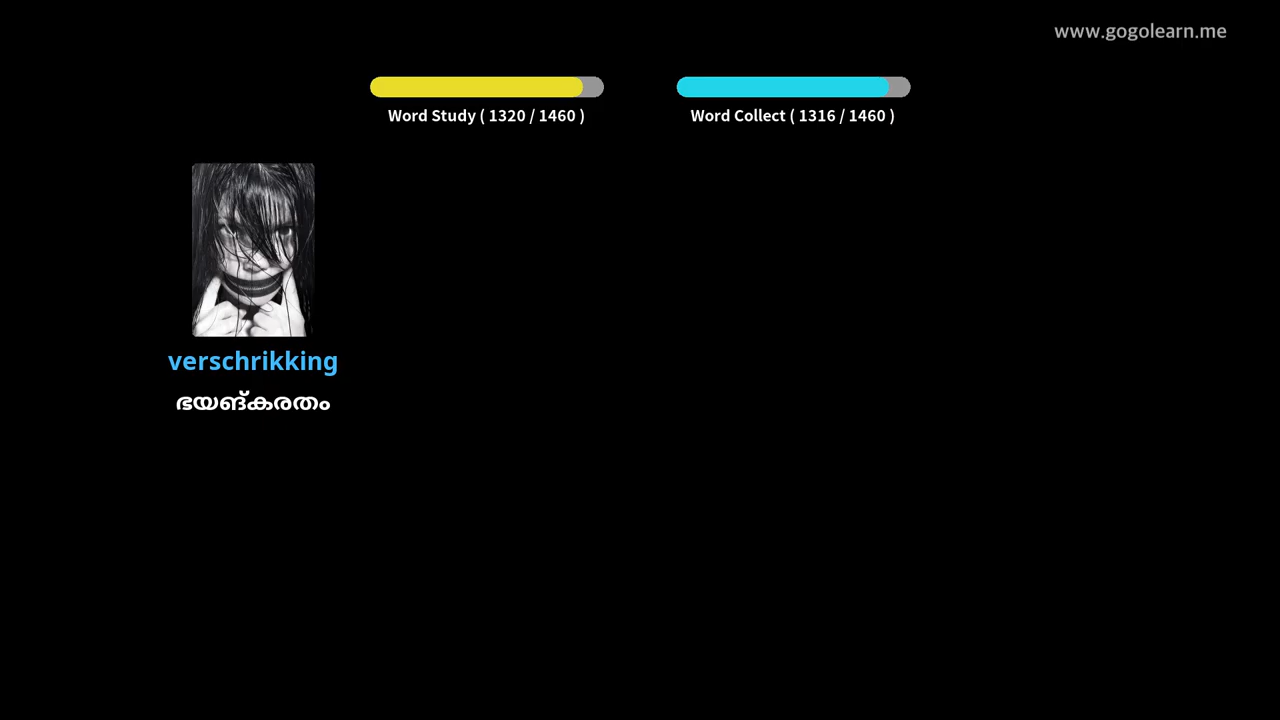 www.gogolearn.me
Word Study ( 1320 / 1460 )
Word Collect ( 1316 / 1460 )
verschrikking
ഭയങ്കരതം